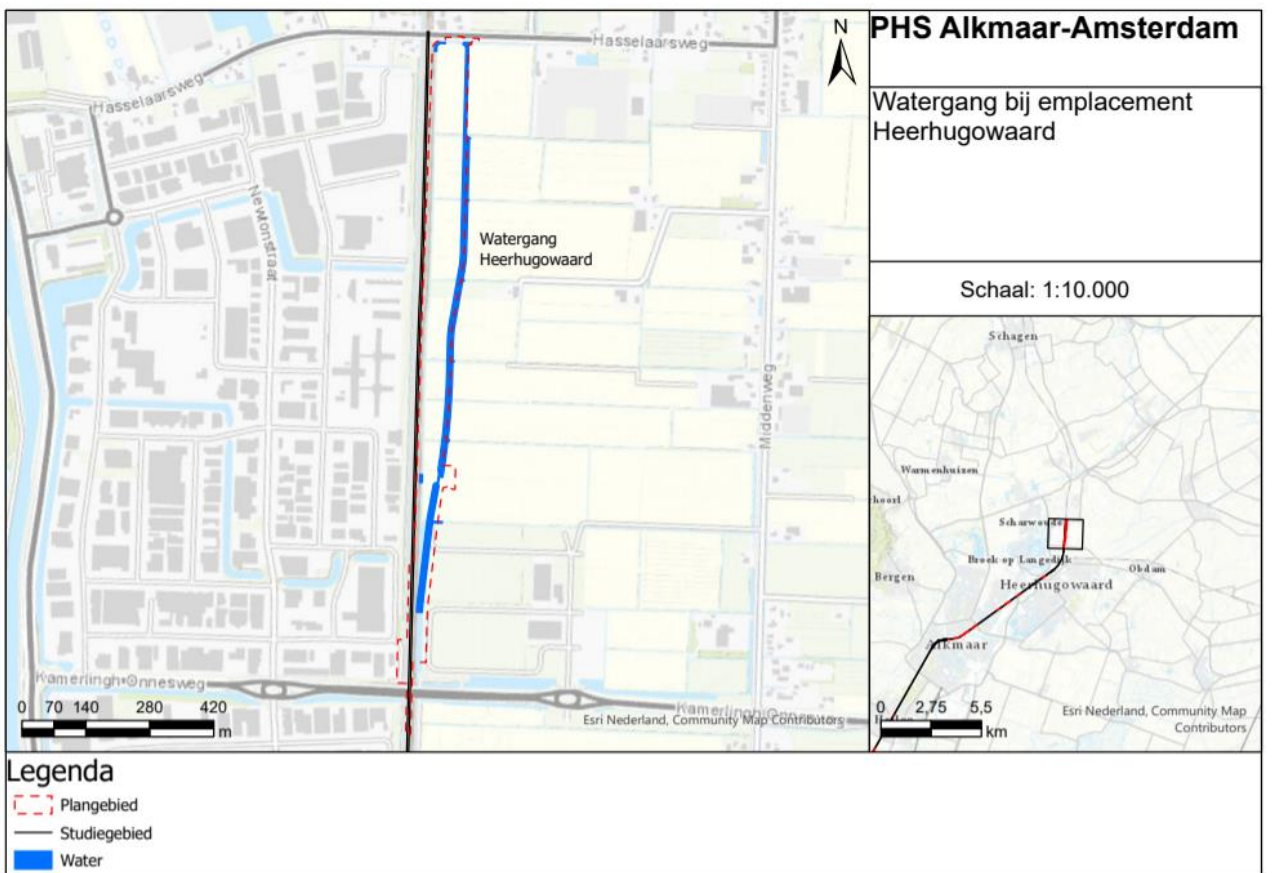 PHS Alkmaar-Amsterdam
Watergang bij emplacement
Heerhugowaard
Schaal: 1:10.000
N
Hasselaarsweg
Hasselaarsweg
Newtonstraat
Watergang
Heerhugowaard
Middenweg
Kamerlingh-Onnesweg
Kamerlingh-Onnesweg
0 70 140 280 420
m
Esri Nederland, Community Map Contributors
Schagen
Warmenhuizen
Scharwoude
Broek op Langedijk
Obdam
Bergen
Heerhugowaard
Alkmaar
0 2,75 5,5
km
Esri Nederland, Community Map
Contributors
Legenda
Plangebied
Studiegebied
Water